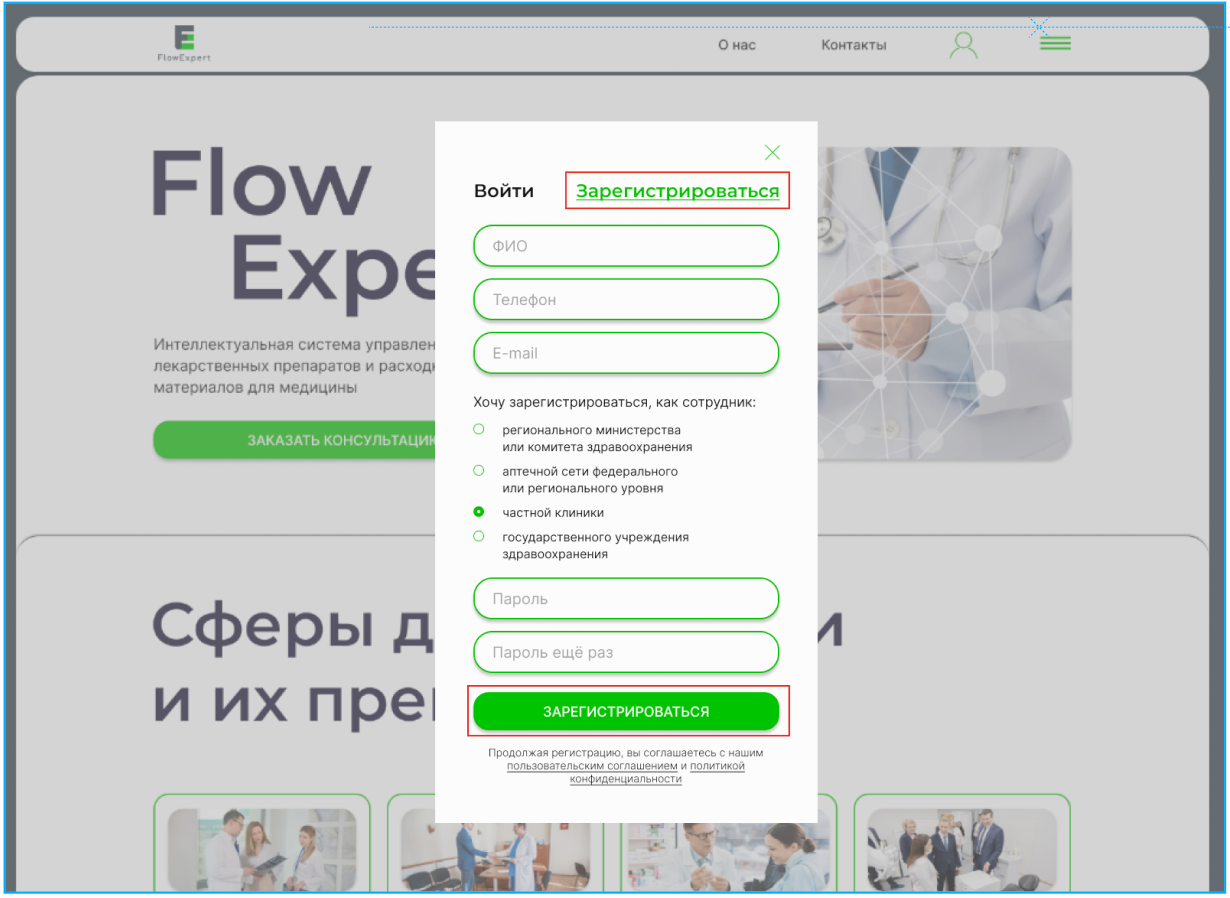 FlowExpert
О нас
Контакты
Flow
Войти
Зарегистрироваться
ФИО
Телефон
E-mail
Expe
Интеллектуальная система управлен
лекарственных препаратов и расход
материалов для медицины
ЗАКАЗАТЬ КОНСУЛЬТАЦИЮ
Хочу зарегистрироваться, как сотрудник:
регионального министерства
или комитета здравоохранения
аптечной сети федерального
или регионального уровня
частной клиники
государственного учреждения
здравоохранения
Пароль
Пароль ещё раз
ЗАРЕГИСТРИРОВАТЬСЯ
Продолжая регистрацию, вы соглашаетесь с нашим
пользовательским соглашением и политикой
конфиденциальности
Сферы д
и
и их пре